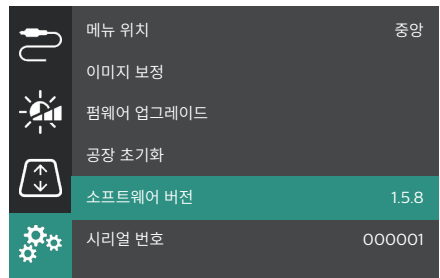 메뉴 위치 중앙
이미지 보정
펌웨어 업그레이드
공장 초기화
소프트웨어 버전 1.5.8
시리얼 번호 000001